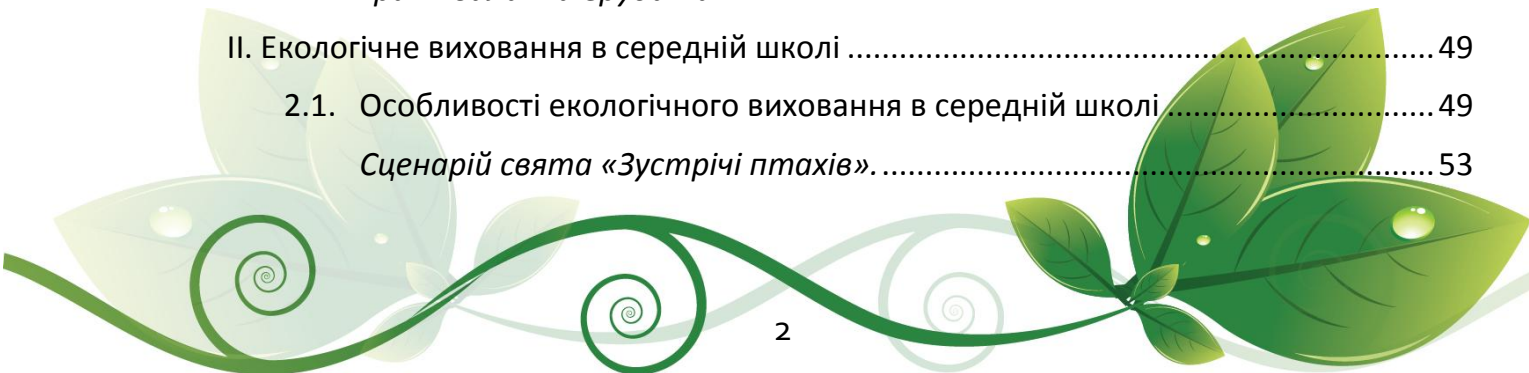 II. Екологічне виховання в середній школі ........................................................................ 49
2.1. Особливості екологічного виховання в середній школі ................................ 49
Сценарій свята «Зустрічі птахів». .................................................................. 53
2